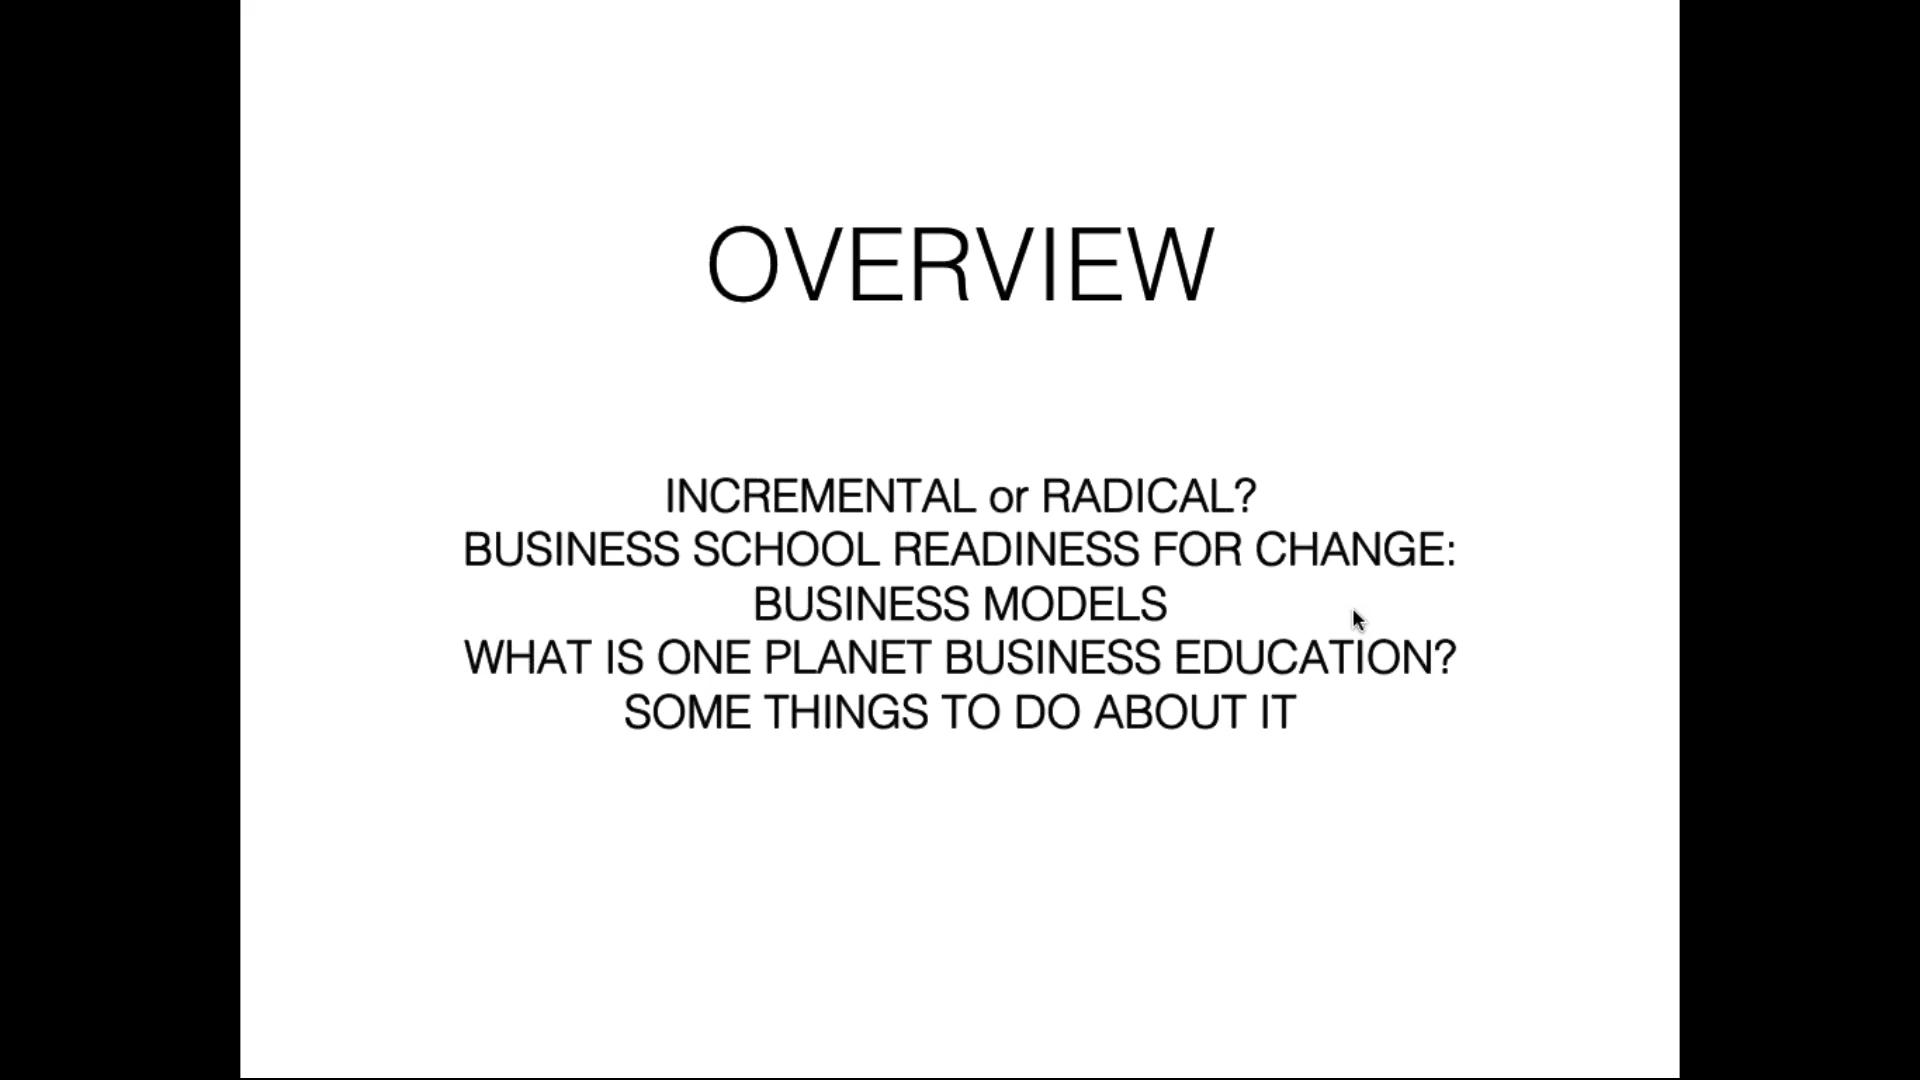 OVERVIEW
INCREMENTAL or RADICAL?
BUSINESS SCHOOL READINESS FOR CHANGE:
BUSINESS MODELS
WHAT IS ONE PLANET BUSINESS EDUCATION?
SOME THINGS TO DO ABOUT IT